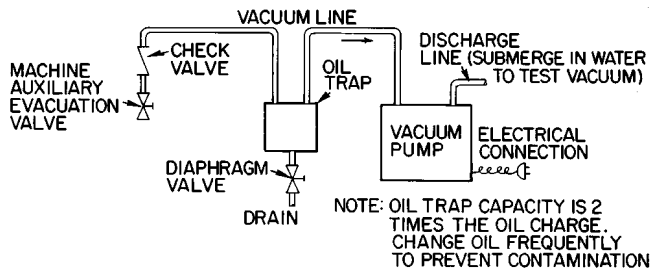 VACUUM LINE
CHECK
VALVE
MACHINE
AUXILIARY
EVACUATION
VALVE
OIL
TRAP
DISCHARGE
LINE (SUBMERGE IN WATER
TO TEST VACUUM)
VACUUM
PUMP
ELECTRICAL
CONNECTION
DIAPHRAGM
VALVE
DRAIN
NOTE: OIL TRAP CAPACITY IS 2
TIMES THE OIL CHARGE.
CHANGE OIL FREQUENTLY
TO PREVENT CONTAMINATION